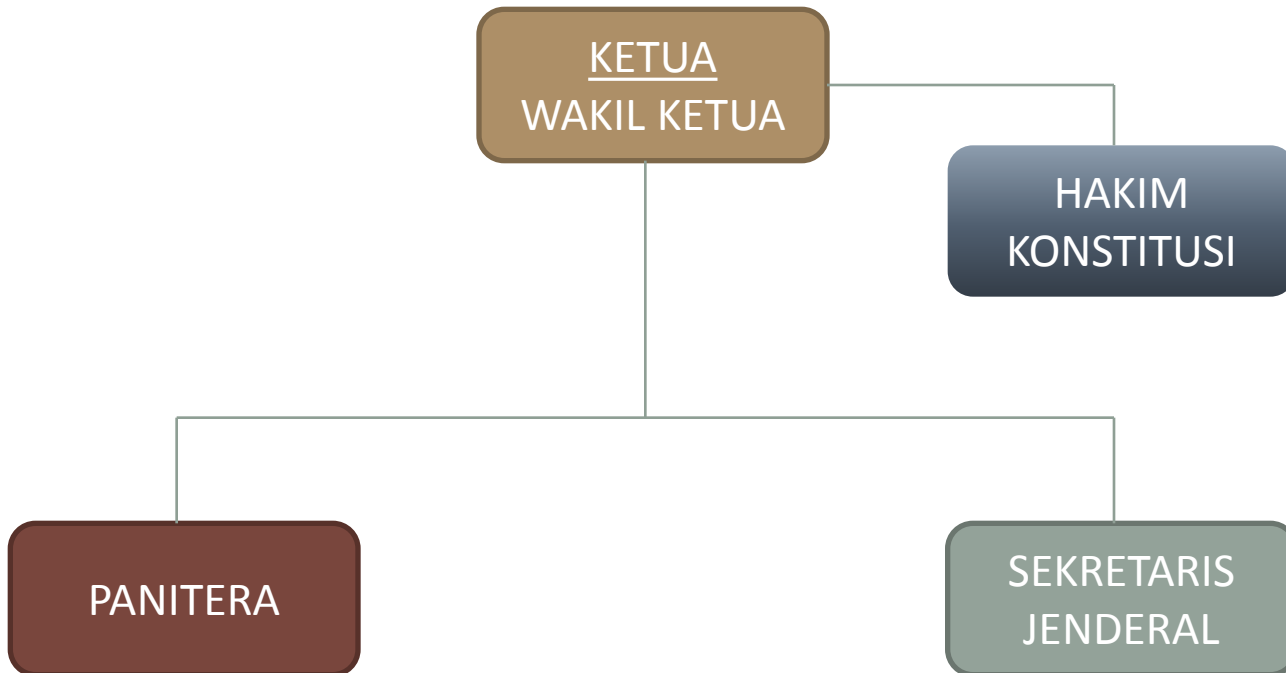 KETUA
WAKIL KETUA
HAKIM
KONSTITUSI
PANITERA
SEKRETARIS
JENDERAL